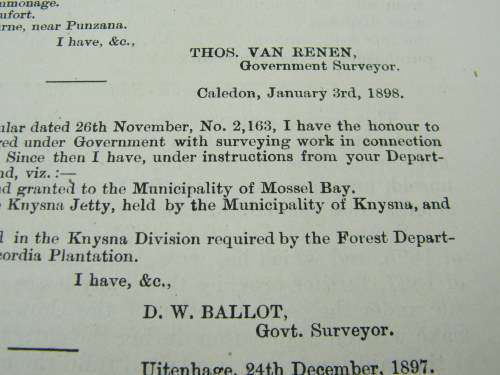 mmonage.
ufort.
rne, near Punzana.
I have, &c.,
THOS. VAN RENEN,
Government Surveyor.
Caledon, January 3rd, 1898.
ular dated 26th November, No. 2,163, I have the honour to
red under Government with surveying work in connection
Since then I have, under instructions from your Depart-
nd, viz. :—
nd granted to the Municipality of Mossel Bay.
e Knysna Jetty, held by the Municipality of Knysna, and
d in the Knysna Division required by the Forest Depart-
cordia Plantation.
I have, &c.,
D. W. BALLOT,
Govt. Surveyor.
Uitenhage, 24th December, 1897.